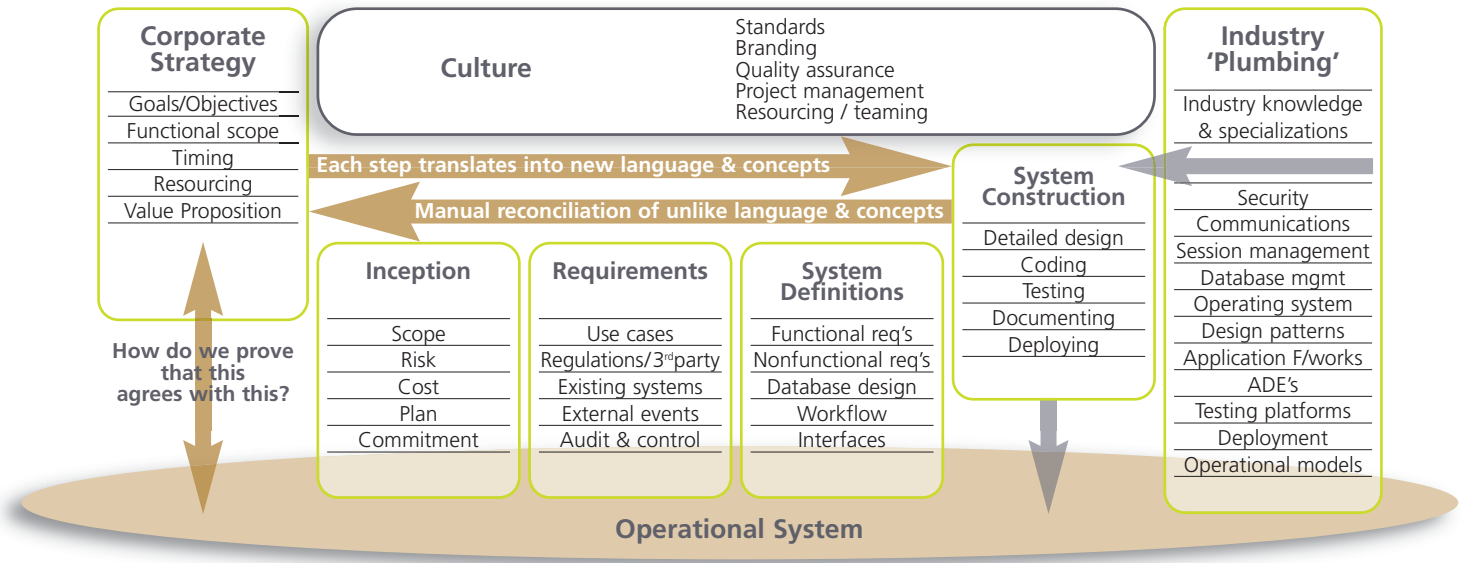 Corporate
Strategy
Goals/Objectives
Functional scope
Timing
Resourcing
Value Proposition
Culture
Standards
Branding
Quality assurance
Project management
Resourcing / teaming
Industry
‘Plumbing’
Industry knowledge
& specializations
Security
Communications
Session management
Database mgmt
Operating system
Design patterns
Application F/works
ADE's
Testing platforms
Deployment
Operational models
Each step translates into new language & concepts
Manual reconciliation of unlike language & concepts
System
Construction
Detailed design
Coding
Testing
Documenting
Deploying
Inception
Scope
Risk
Cost
Plan
Commitment
Requirements
Use cases
Regulations/3rdparty
Existing systems
External events
Audit & control
System
Definitions
Functional req's
Nonfunctional req's
Database design
Workflow
Interfaces
How do we prove
that this
agrees with this?
Operational System